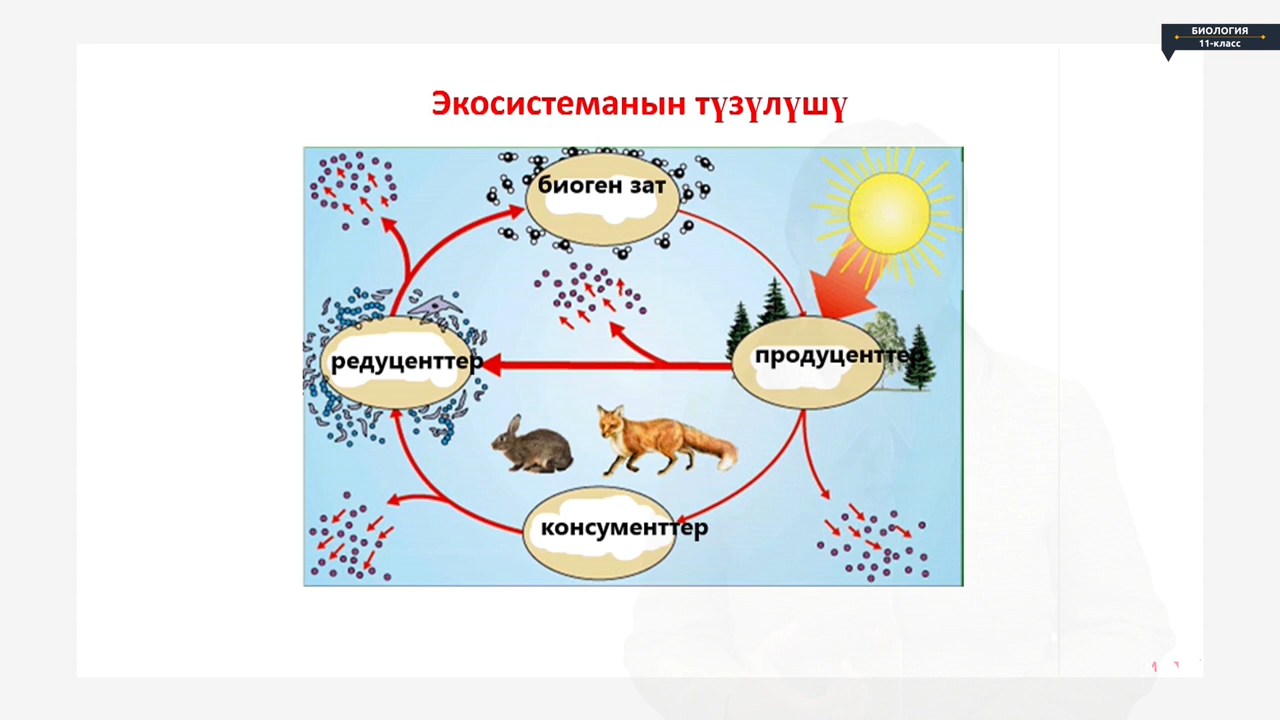 БИОЛОГИЯ
11-класс
Экосистеманын түзүлүшү
биоген зат
редуценттер
продуценттер
консументтер